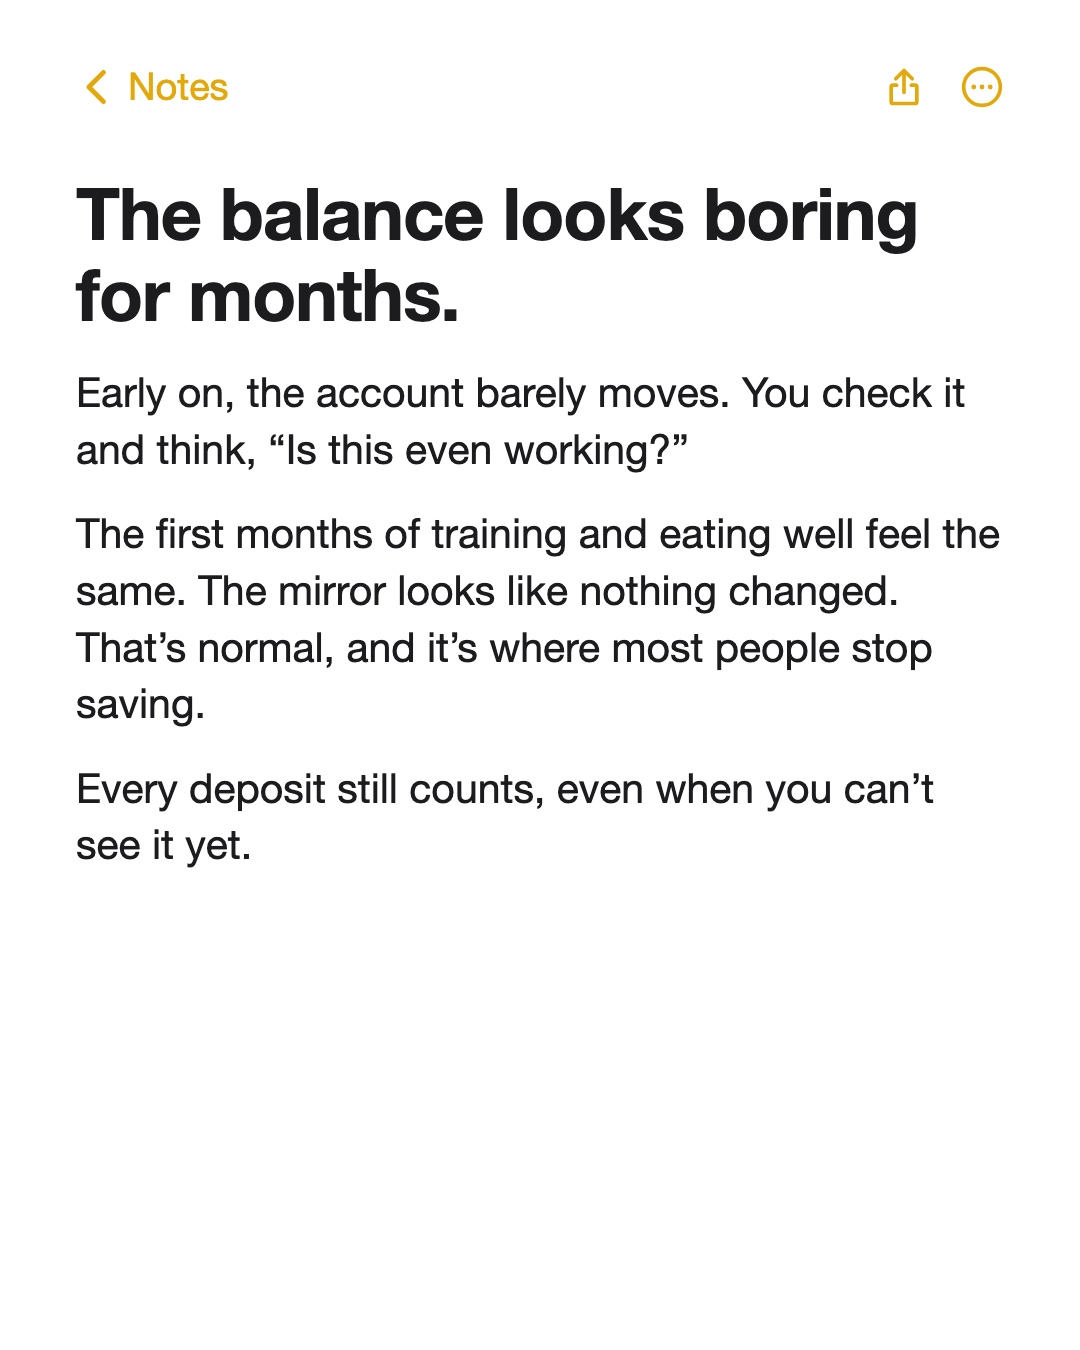 Notes
The balance looks boring
for months.
Early on, the account barely moves. You check it
and think, “Is this even working?”
The first months of training and eating well feel the
same. The mirror looks like nothing changed.
That’s normal, and it’s where most people stop
saving.
Every deposit still counts, even when you can’t
see it yet.